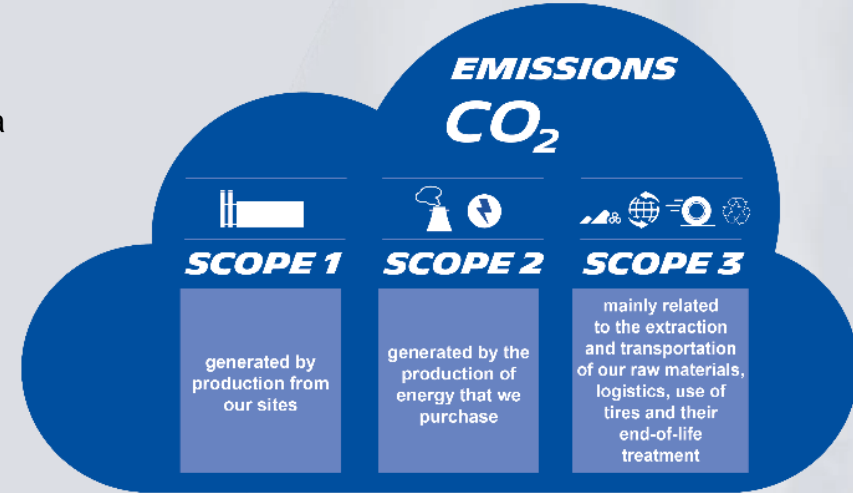 a
EMISSIONS
CO₂
SCOPE 1
SCOPE 2
SCOPE 3
generated by
production from
our sites
generated by the
production of
energy that we
purchase
mainly related
to the extraction
and transportation
of our raw materials,
logistics, use of
tires and their
end-of-life
treatment